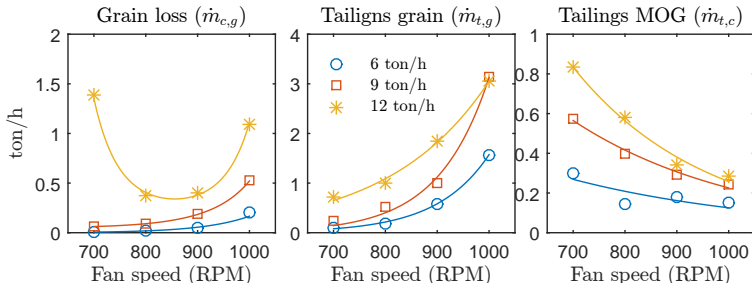 Grain loss (ṁc,g)
ton/h
2
1.5
1
0.5
0
700 800 900 1000
Fan speed (RPM)
Tailigns grain (ṁt,g)
4
3
2
1
0
6 ton/h
9 ton/h
12 ton/h
700 800 900 1000
Fan speed (RPM)
Tailings MOG (ṁt,c)
1
0.8
0.6
0.4
0.2
0
700 800 900 1000
Fan speed (RPM)